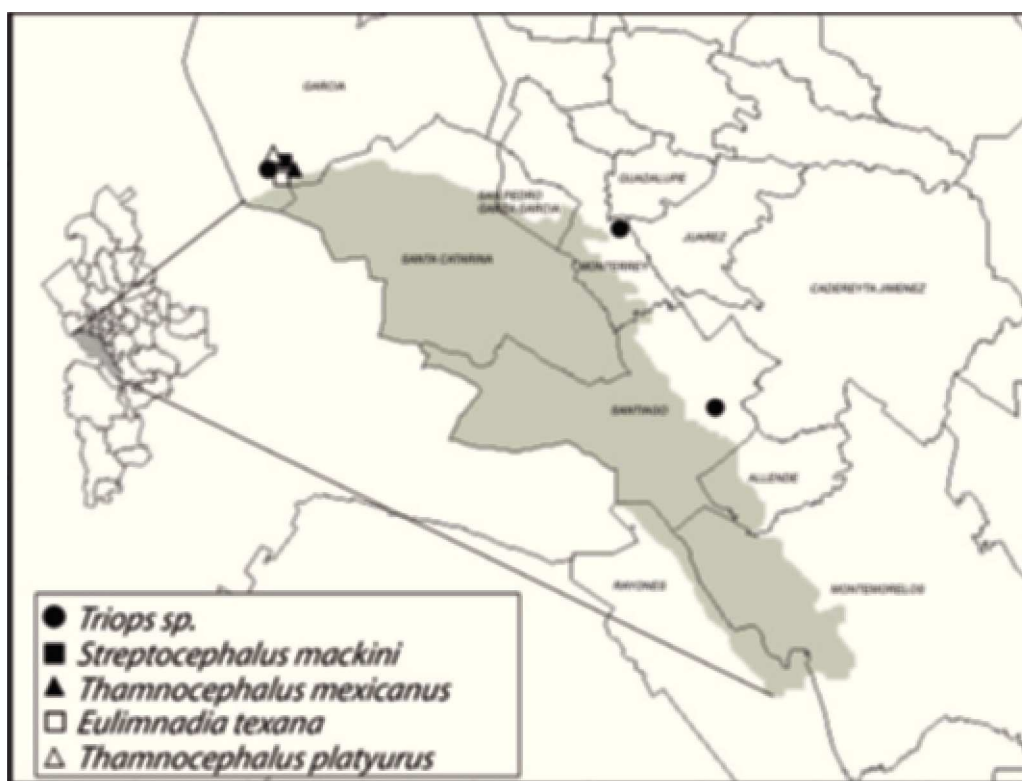 GARCIA
GUADALUPE
SAN PEDRO
GARZA GARCIA
JUAREZ
SANTA CATARINA
MONTERREY
CADEREYTA JIMENEZ
SANTIAGO
ALLENDE
RAYONES
MONTEMORELOS
Triops sp.
Streptocephalus mackini
Thamnocephalus mexicanus
Eulimnadia texana
Thamnocephalus platyurus